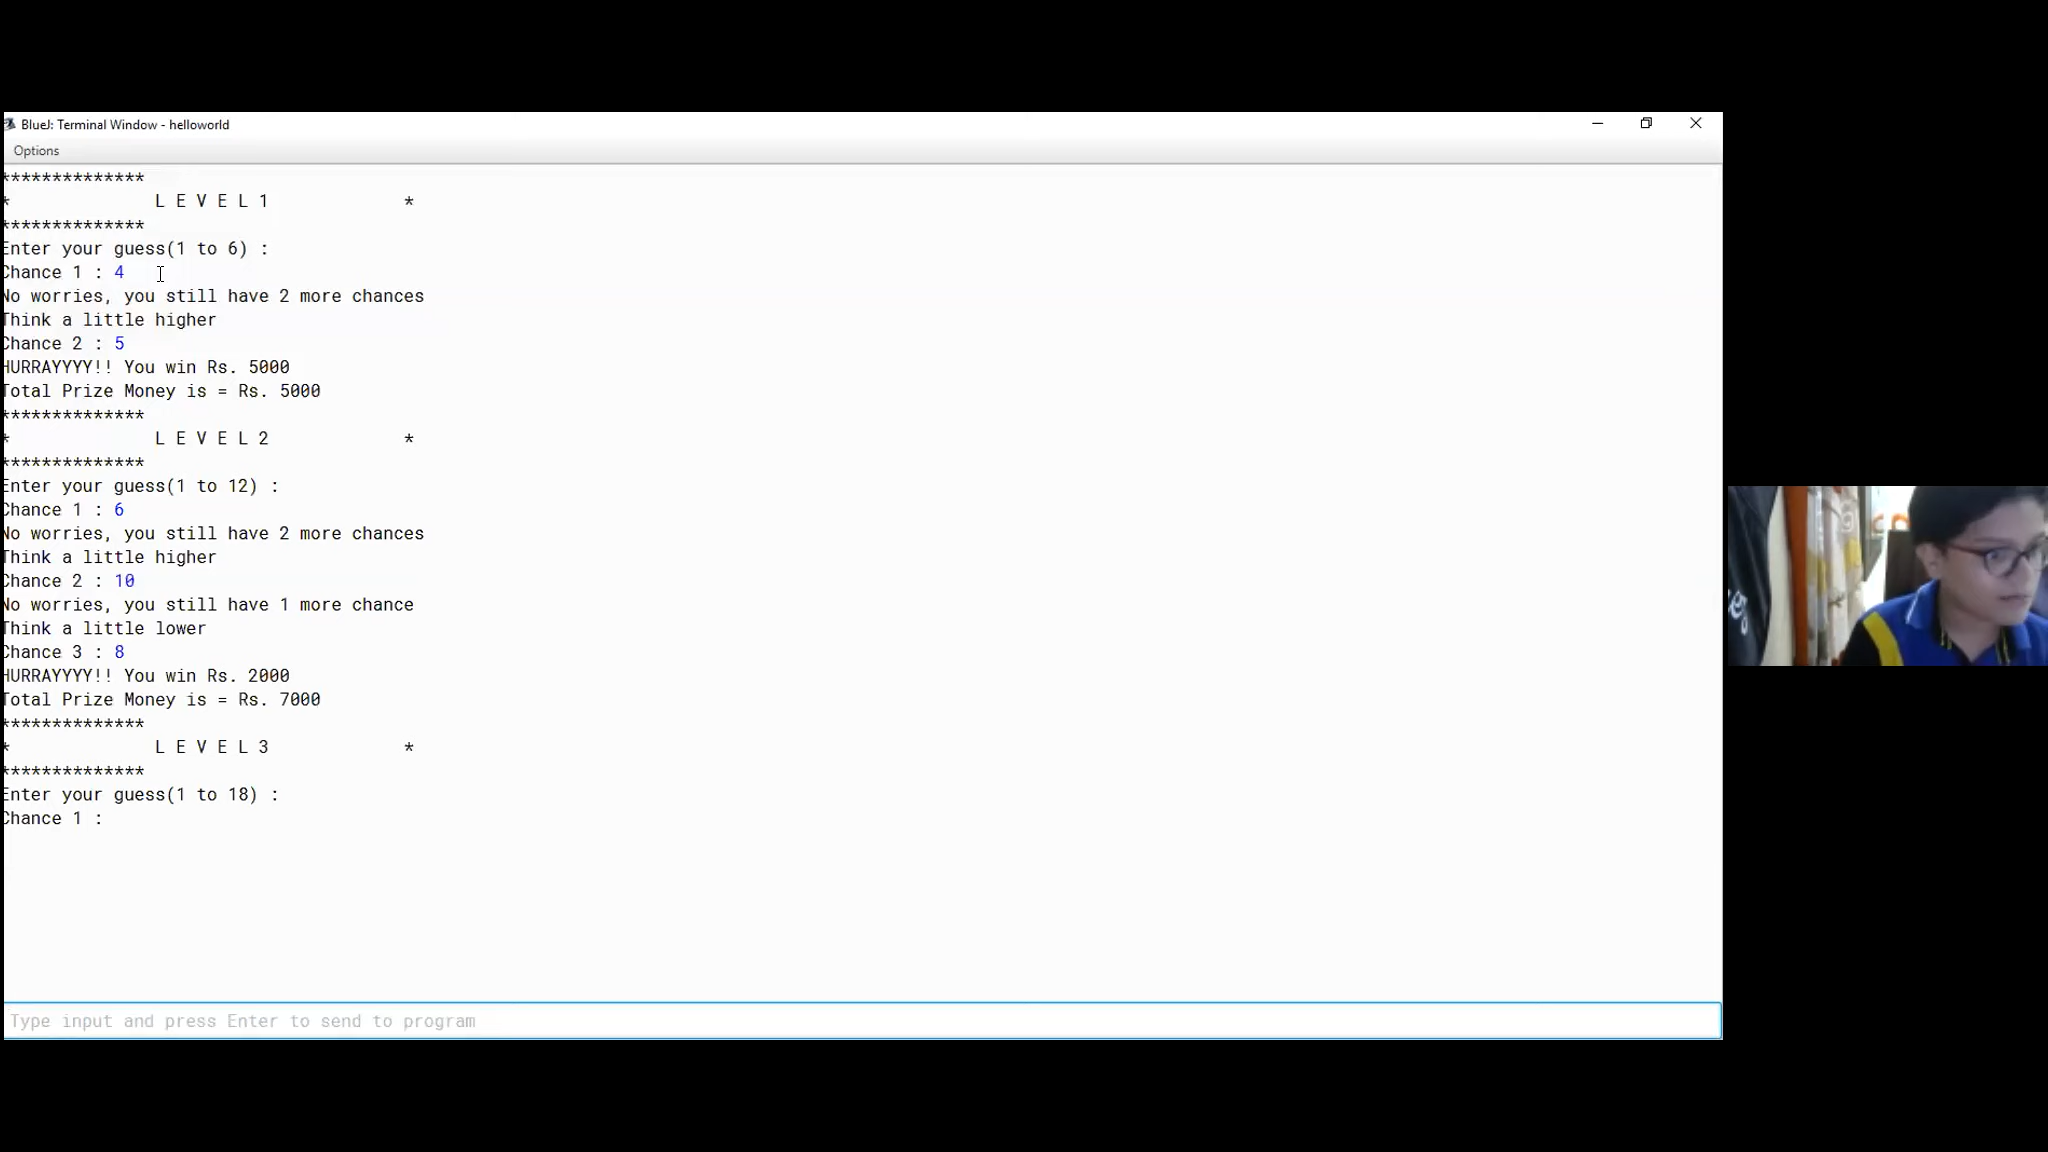 BlueJ: Terminal Window - helloworld
Options
**************
* L E V E L 1 *
**************
Enter your guess(1 to 6) :
Chance 1 : 4
No worries, you still have 2 more chances
Think a little higher
Chance 2 : 5
HURRAYYYY!! You win Rs. 5000
Total Prize Money is = Rs. 5000
**************
* L E V E L 2 *
**************
Enter your guess(1 to 12) :
Chance 1 : 6
No worries, you still have 2 more chances
Think a little higher
Chance 2 : 10
No worries, you still have 1 more chance
Think a little lower
Chance 3 : 8
HURRAYYYY!! You win Rs. 2000
Total Prize Money is = Rs. 7000
**************
* L E V E L 3 *
**************
Enter your guess(1 to 18) :
Chance 1 :
Type input and press Enter to send to program